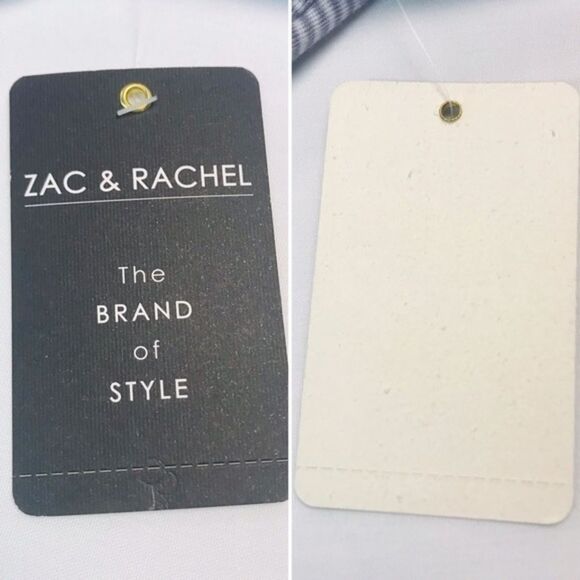 ZAC & RACHEL
The
BRAND
of
STYLE